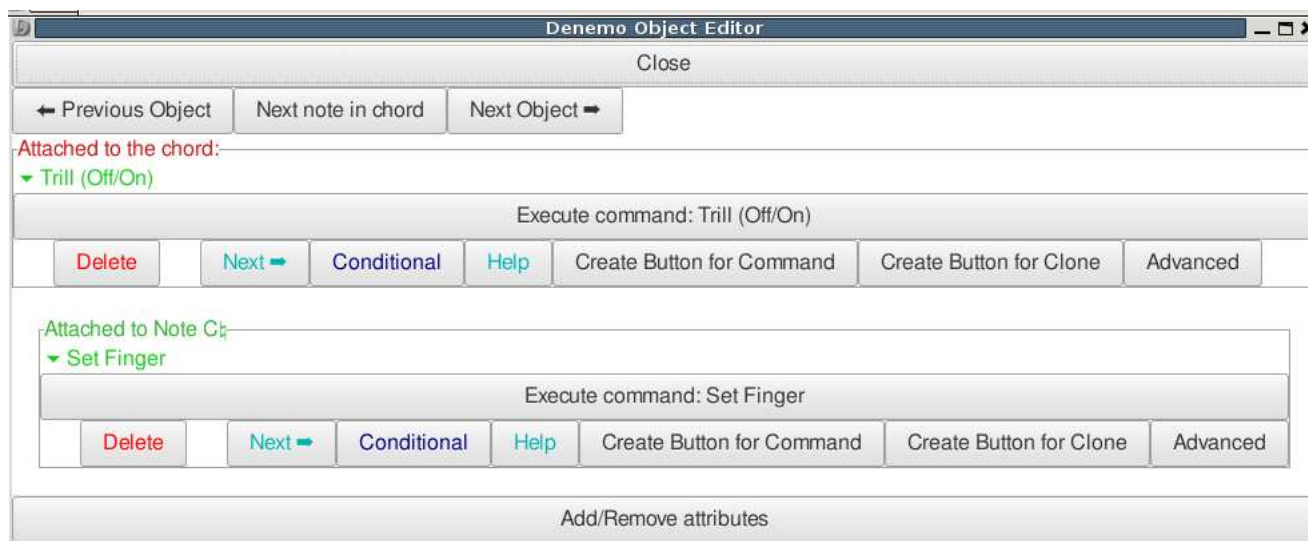 Denemo Object Editor
Close
⬅ Previous Object Next note in chord Next Object ➡
Attached to the chord:
Trill (Off/On)
Execute command: Trill (Off/On)
Delete Next ➡ Conditional Help Create Button for Command Create Button for Clone Advanced
Attached to Note C♮
Set Finger
Execute command: Set Finger
Delete Next ➡ Conditional Help Create Button for Command Create Button for Clone Advanced
Add/Remove attributes